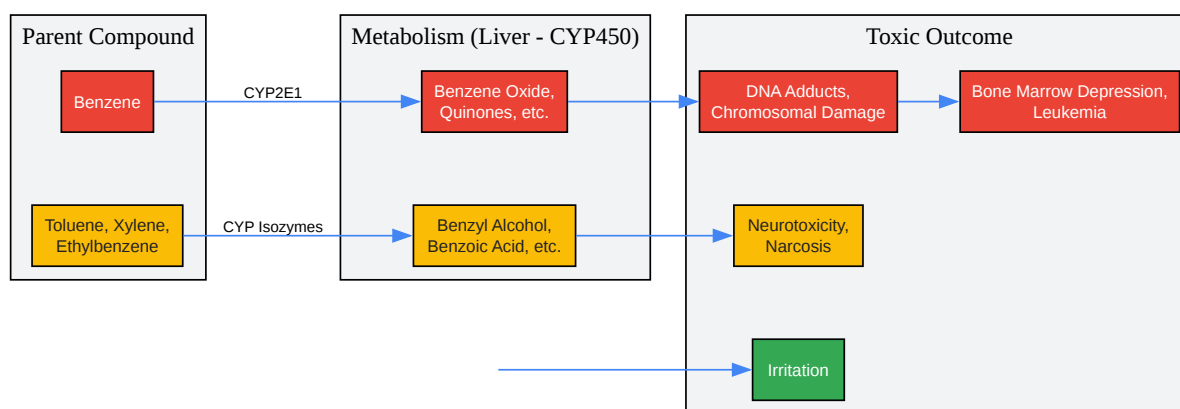 Parent Compound
Metabolism (Liver - CYP450)
Toxic Outcome
Benzene
CYP2E1
Benzene Oxide,
Quinones, etc.
DNA Adducts,
Chromosomal Damage
Bone Marrow Depression,
Leukemia
Toluene, Xylene,
Ethylbenzene
CYP Isozymes
Benzyl Alcohol,
Benzoic Acid, etc.
Neurotoxicity,
Narcosis
Irritation